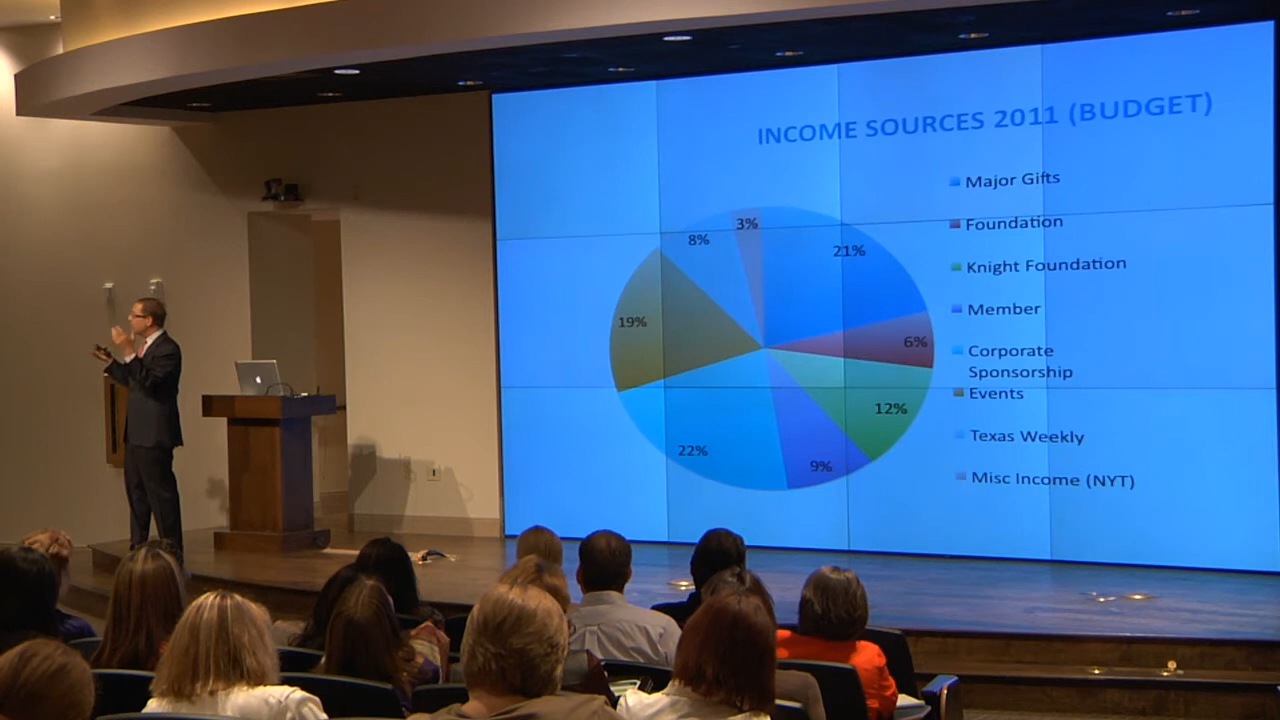 INCOME SOURCES 2011 (BUDGET)
Major Gifts
3%
Foundation
8%
21%
Knight Foundation
Member
19%
6%
Corporate
Sponsorship
Events
12%
Texas Weekly
22%
9%
Misc Income (NYT)